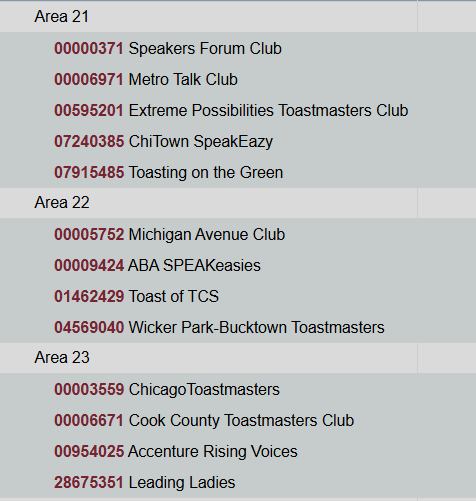 Area 21
00000371 Speakers Forum Club
00006971 Metro Talk Club
00595201 Extreme Possibilities Toastmasters Club
07240385 ChiTown SpeakEazy
07915485 Toasting on the Green
Area 22
00005752 Michigan Avenue Club
00009424 ABA SPEAKeasies
01462429 Toast of TCS
04569040 Wicker Park-Bucktown Toastmasters
Area 23
00003559 ChicagoToastmasters
00006671 Cook County Toastmasters Club
00954025 Accenture Rising Voices
28675351 Leading Ladies